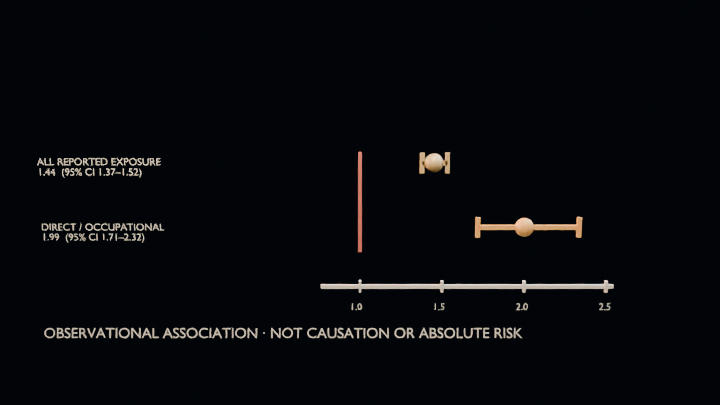 ALL REPORTED EXPOSURE
1.44 (95% CI 1.37–1.52)
DIRECT / OCCUPATIONAL
1.99 (95% CI 1.71–2.32)
1.0 1.5 2.0 2.5
OBSERVATIONAL ASSOCIATION · NOT CAUSATION OR ABSOLUTE RISK